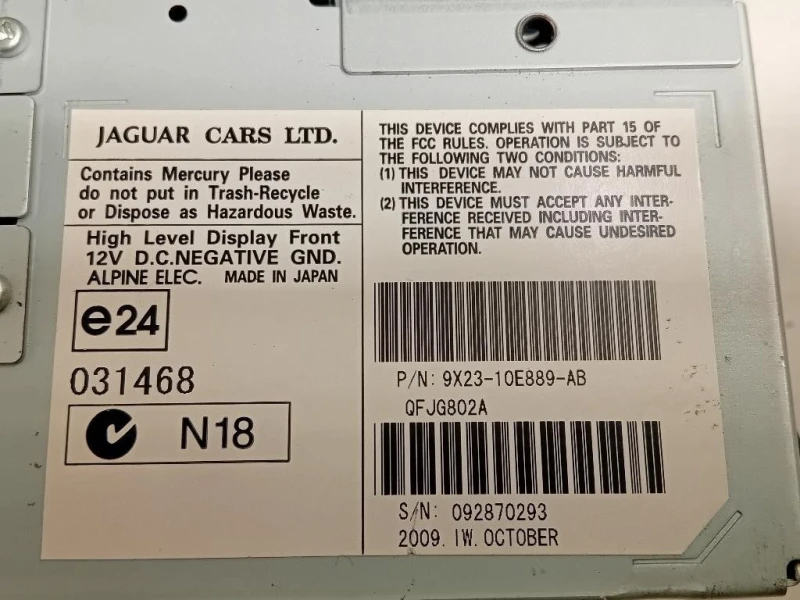 JAGUAR CARS LTD.
Contains Mercury Please
do not put in Trash-Recycle
or Dispose as Hazardous Waste.
High Level Display Front
12V D.C.NEGATIVE GND.
ALPINE ELEC. MADE IN JAPAN
e24
031468
N18
THIS DEVICE COMPLIES WITH PART 15 OF
THE FCC RULES. OPERATION IS SUBJECT TO
THE FOLLOWING TWO CONDITIONS:
(1) THIS DEVICE MAY NOT CAUSE HARMFUL
INTERFERENCE.
(2) THIS DEVICE MUST ACCEPT ANY INTER-
FERENCE RECEIVED INCLUDING INTER-
FERENCE THAT MAY CAUSE UNDESIRED
OPERATION.
P/N: 9X23-10E889-AB
QFJG802A
S/N: 092870293
2009. IW. OCTOBER